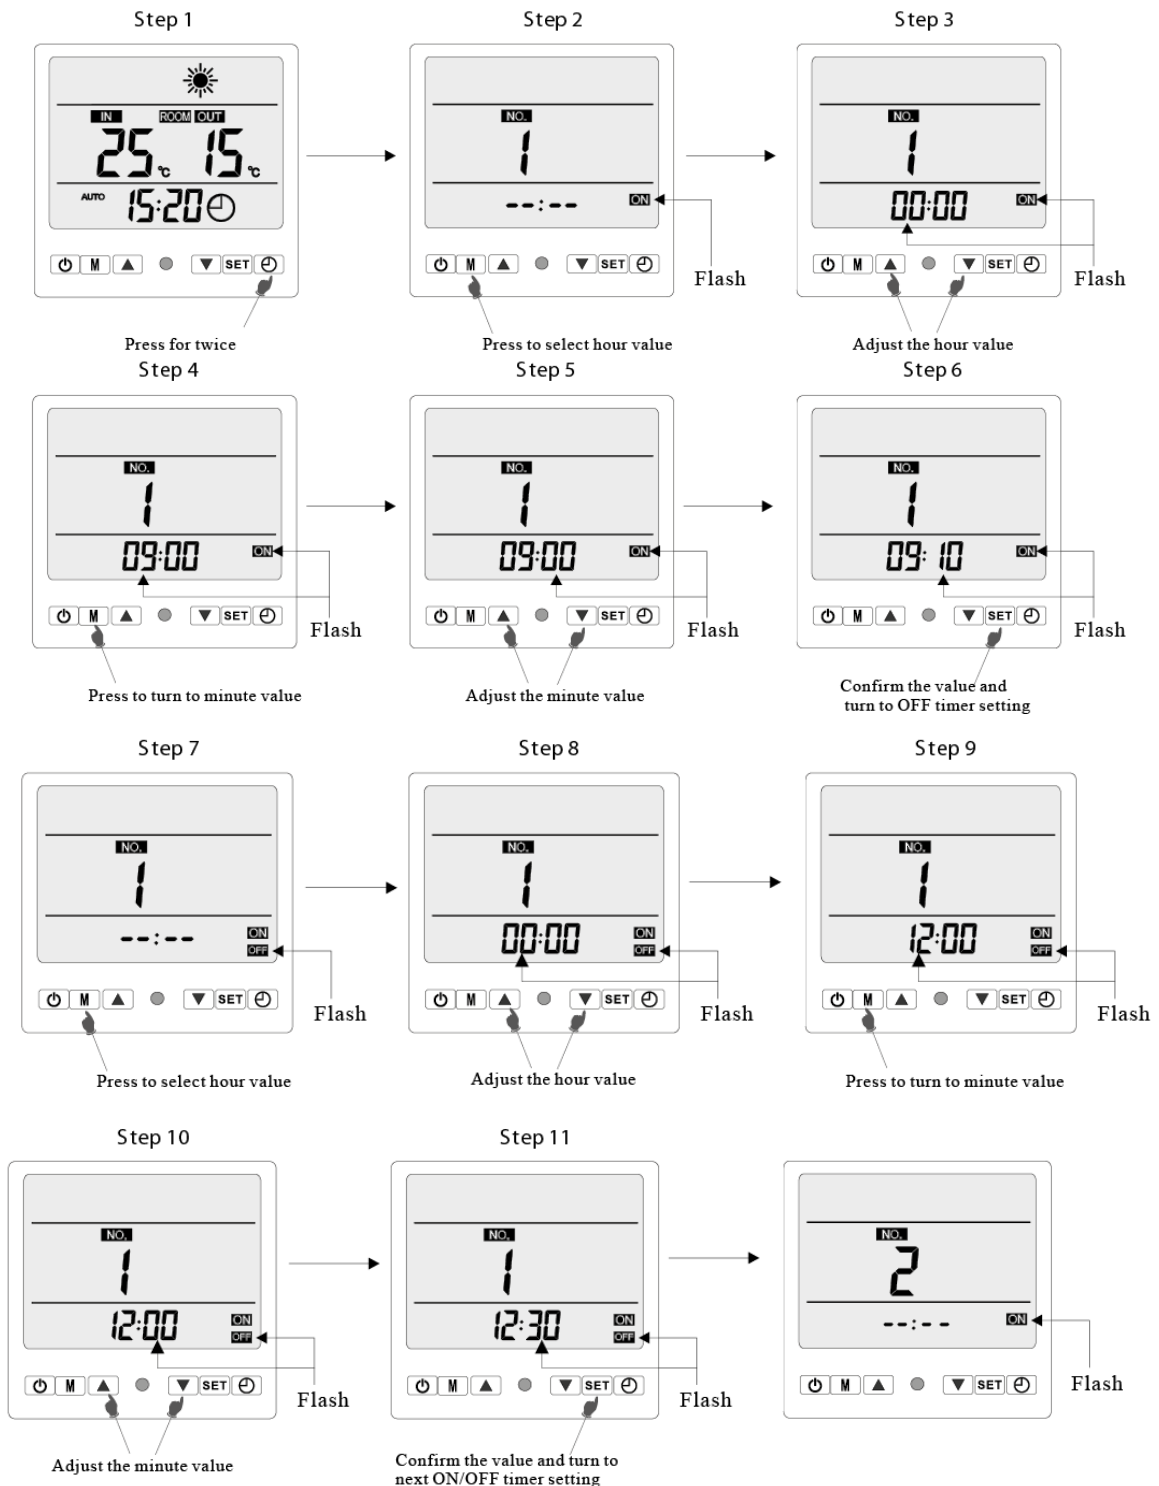 Step 1
Step 2
Step 3
IN ROOM OUT
25 ℃ 15 ℃
AUTO 15:20
M SET
Press for twice
NO.
1
--:-- ON
M SET
Flash
Press to select hour value
NO.
1
00:00 ON
M SET
Flash
Adjust the hour value
Step 4
Step 5
Step 6
NO.
1
09:00 ON
M SET
Flash
Press to turn to minute value
NO.
1
09:00 ON
M SET
Flash
Adjust the minute value
NO.
1
09:10 ON
M SET
Flash
Confirm the value and
turn to OFF timer setting
Step 7
Step 8
Step 9
NO.
1
--:-- ON
OFF
M SET
Flash
Press to select hour value
NO.
1
00:00 ON
OFF
M SET
Flash
Adjust the hour value
NO.
1
12:00 ON
OFF
M SET
Flash
Press to turn to minute value
Step 10
Step 11
NO.
1
12:00 ON
OFF
M SET
Flash
Adjust the minute value
NO.
1
12:30 ON
OFF
M SET
Flash
Confirm the value and turn to
next ON/OFF timer setting
NO.
2
--:-- ON
M SET
Flash